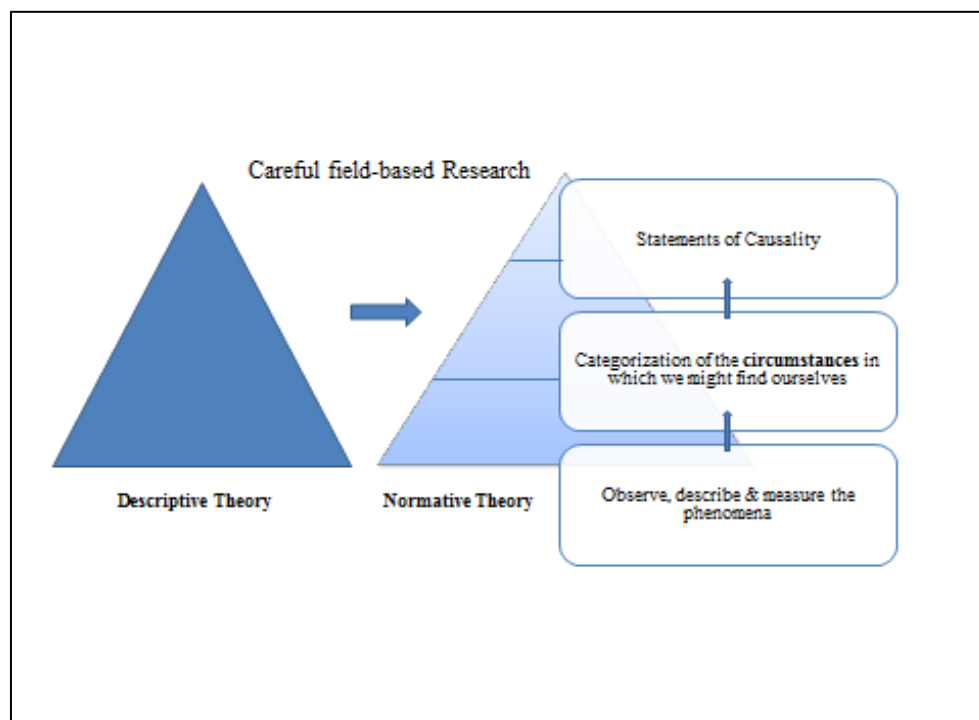 Careful field-based Research
Statements of Causality
Categorization of the circumstances in
which we might find ourselves
Observe, describe & measure the
phenomena
Descriptive Theory
Normative Theory